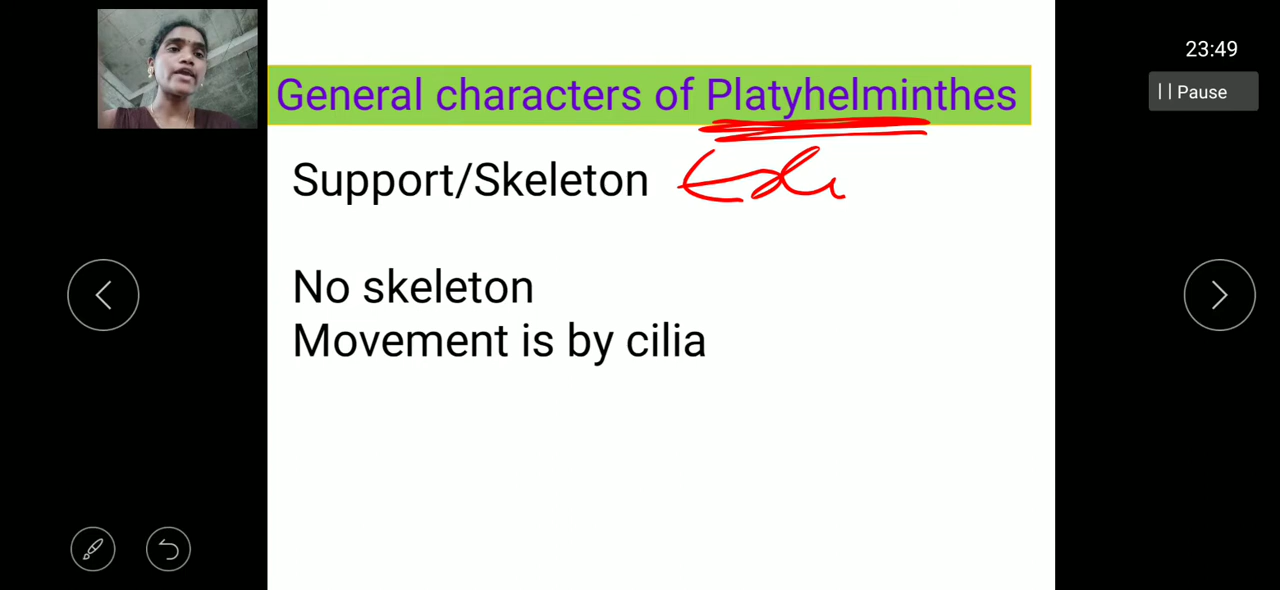 23:49
Pause
General characters of Platyhelminthes
Support/Skeleton
No skeleton
Movement is by cilia